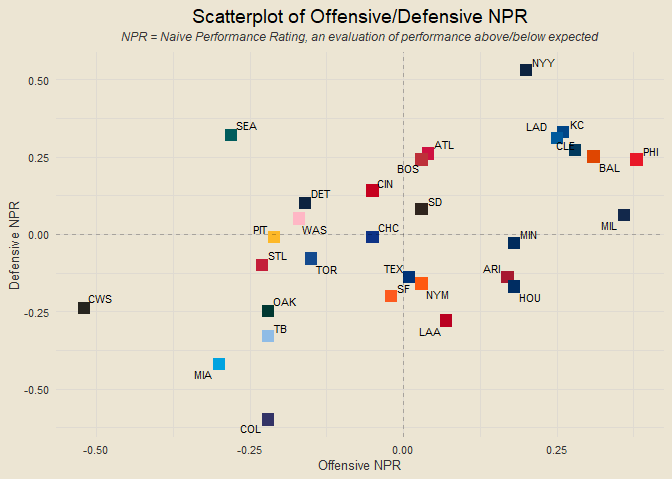 Scatterplot of Offensive/Defensive NPR
NPR = Naive Performance Rating, an evaluation of performance above/below expected
0.50
0.25
0.00
-0.25
-0.50
Defensive NPR
NYY
SEA
LAD
KC
ATL
CLE
BOS
PHI
BAL
CIN
DET
SD
MIL
PIT
WAS
CHC
MIN
STL
TOR
TEX
ARI
SF
NYM
HOU
CWS
OAK
TB
LAA
MIA
COL
-0.50
-0.25
0.00
0.25
Offensive NPR